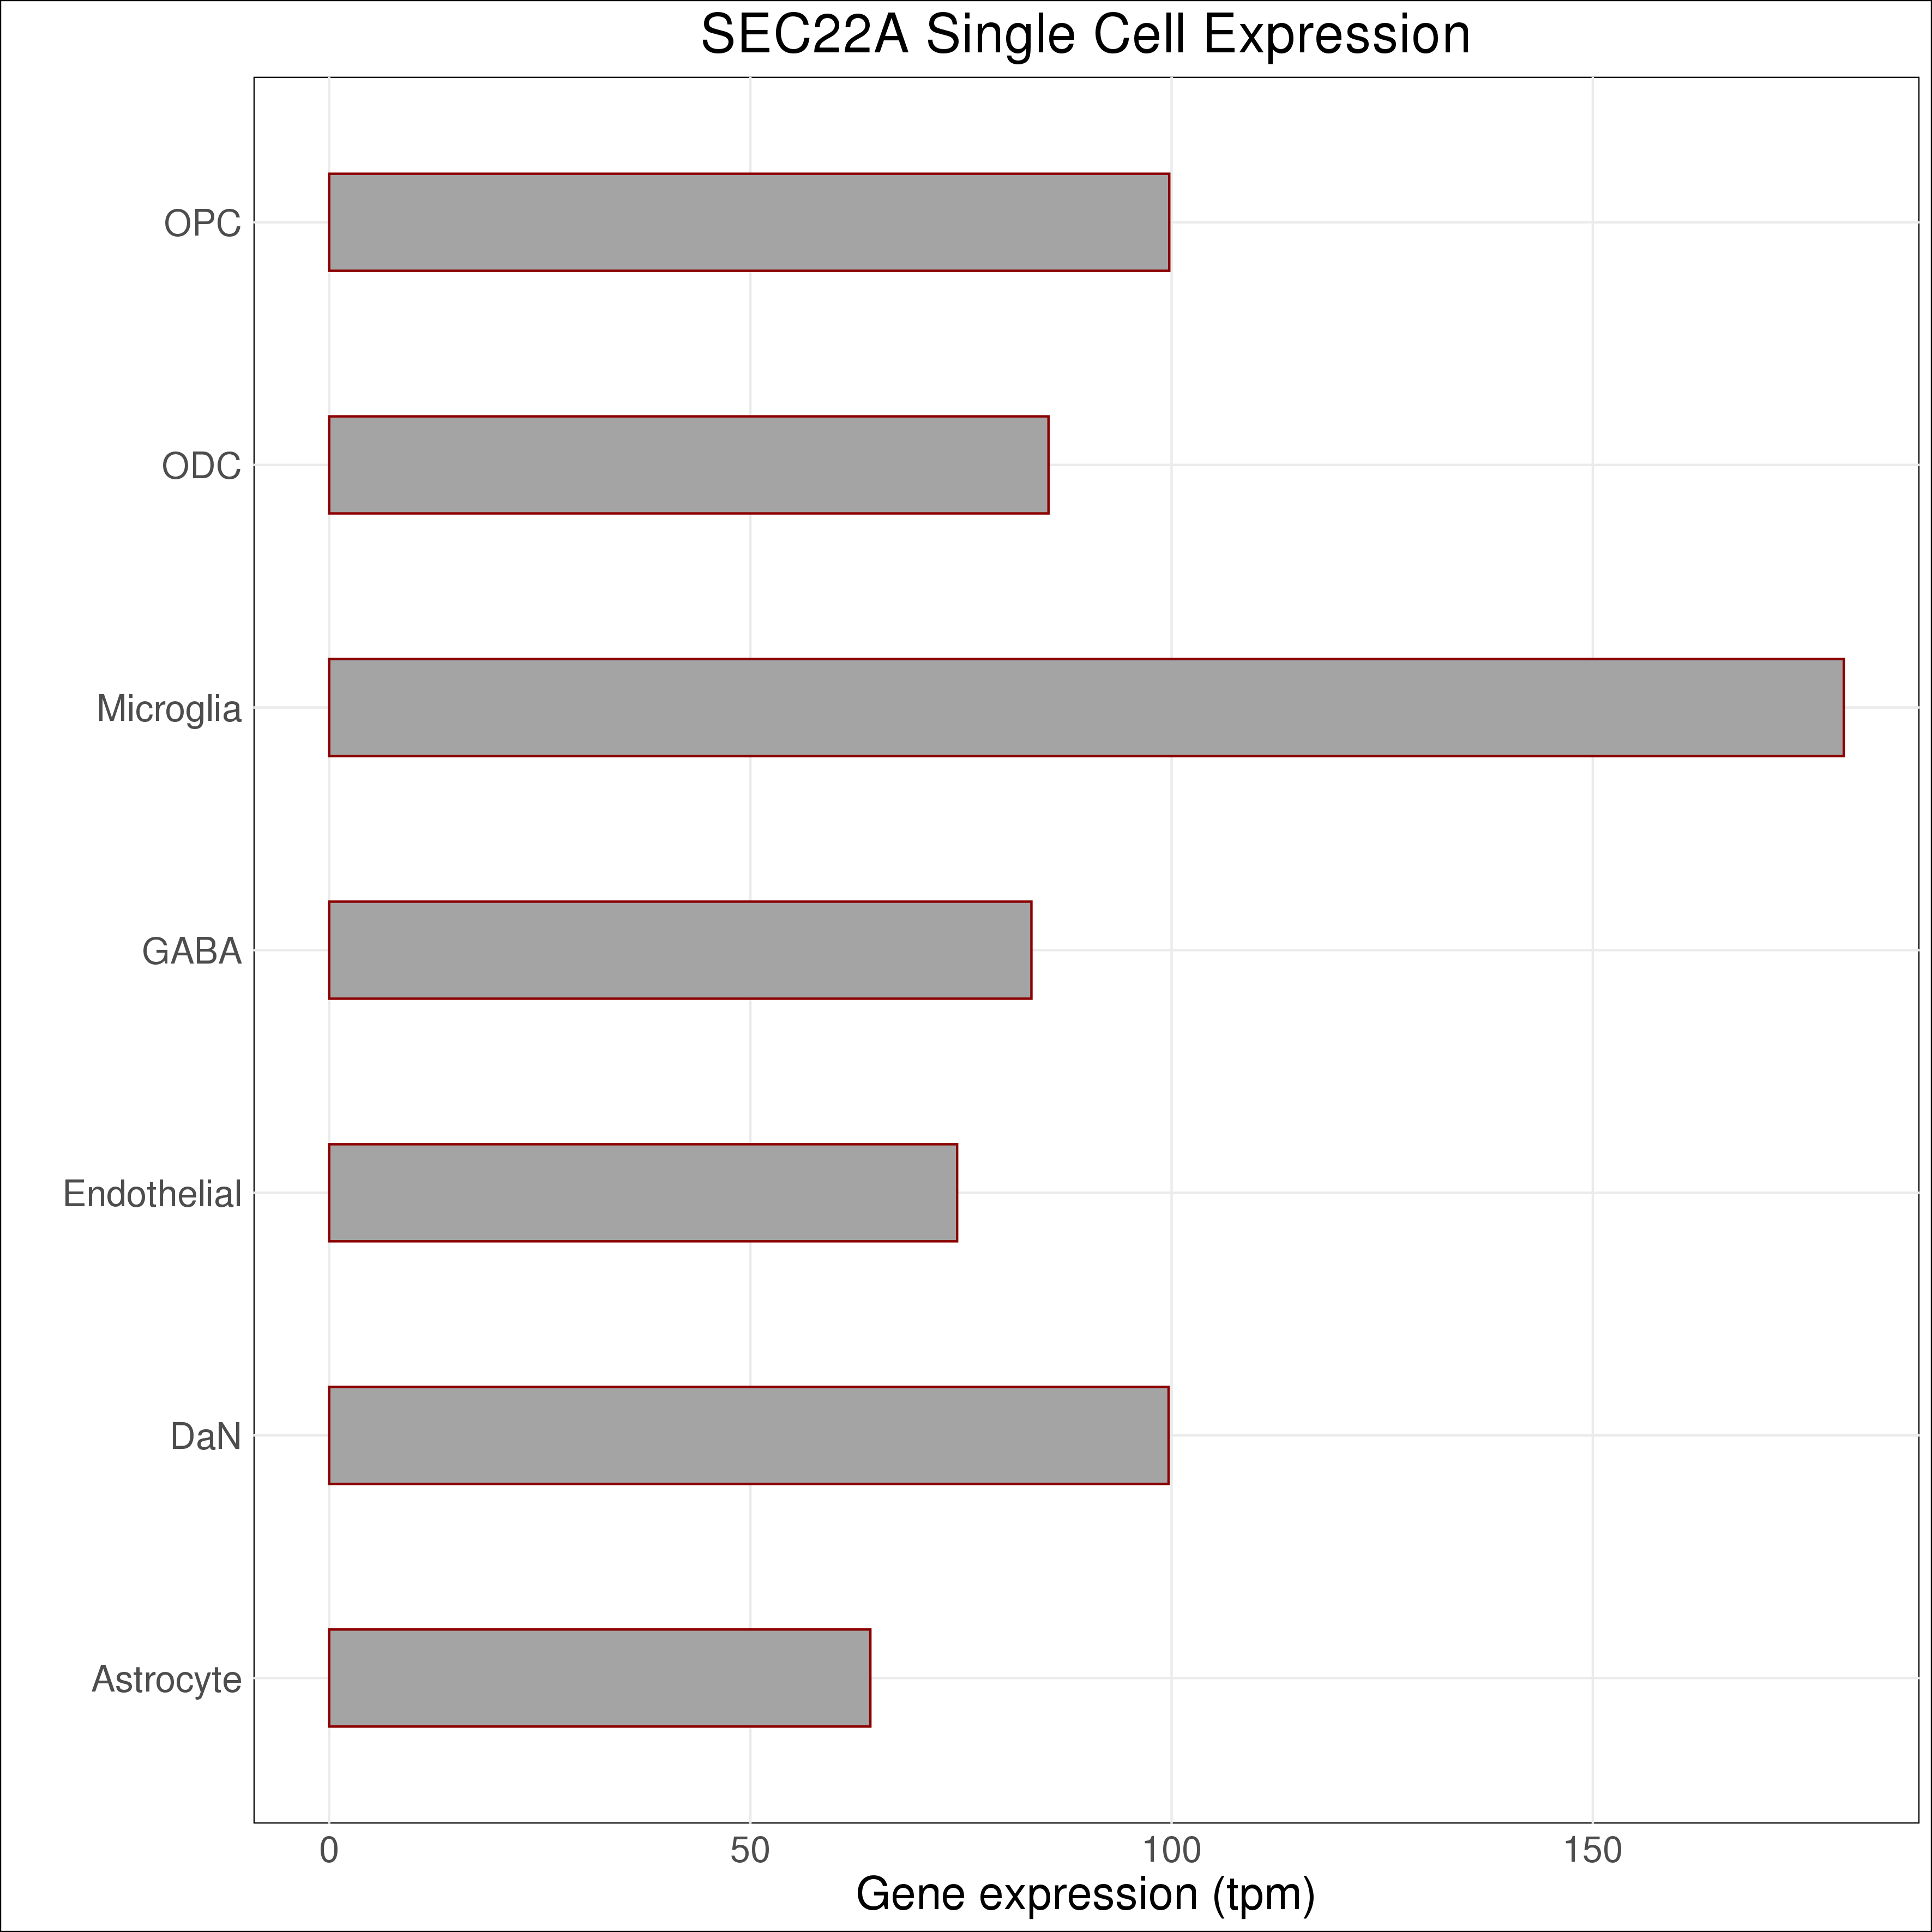 SEC22A Single Cell Expression
OPC
ODC
Microglia
GABA
Endothelial
DaN
Astrocyte
0 50 100 150
Gene expression (tpm)